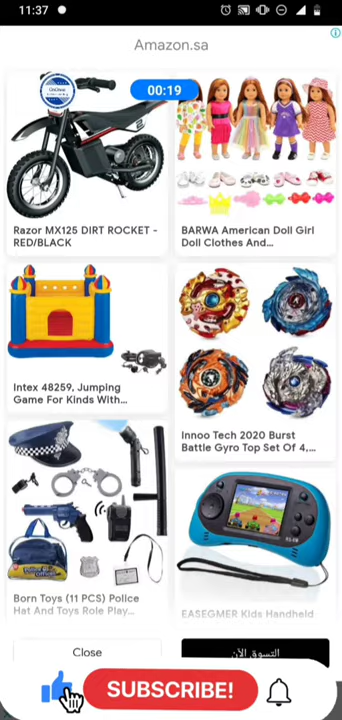 11:37
Amazon.sa
00:19
Razor MX125 DIRT ROCKET -
RED/BLACK
BARWA American Doll Girl
Doll Clothes And...
Intex 48259, Jumping
Game For Kinds With...
Innoo Tech 2020 Burst
Battle Gyro Top Set Of 4,...
Born Toys (11 PCS) Police
Hat And Toys Role Play...
EASEGMER Kids Handheld
Close
التسوق الآن
SUBSCRIBE!